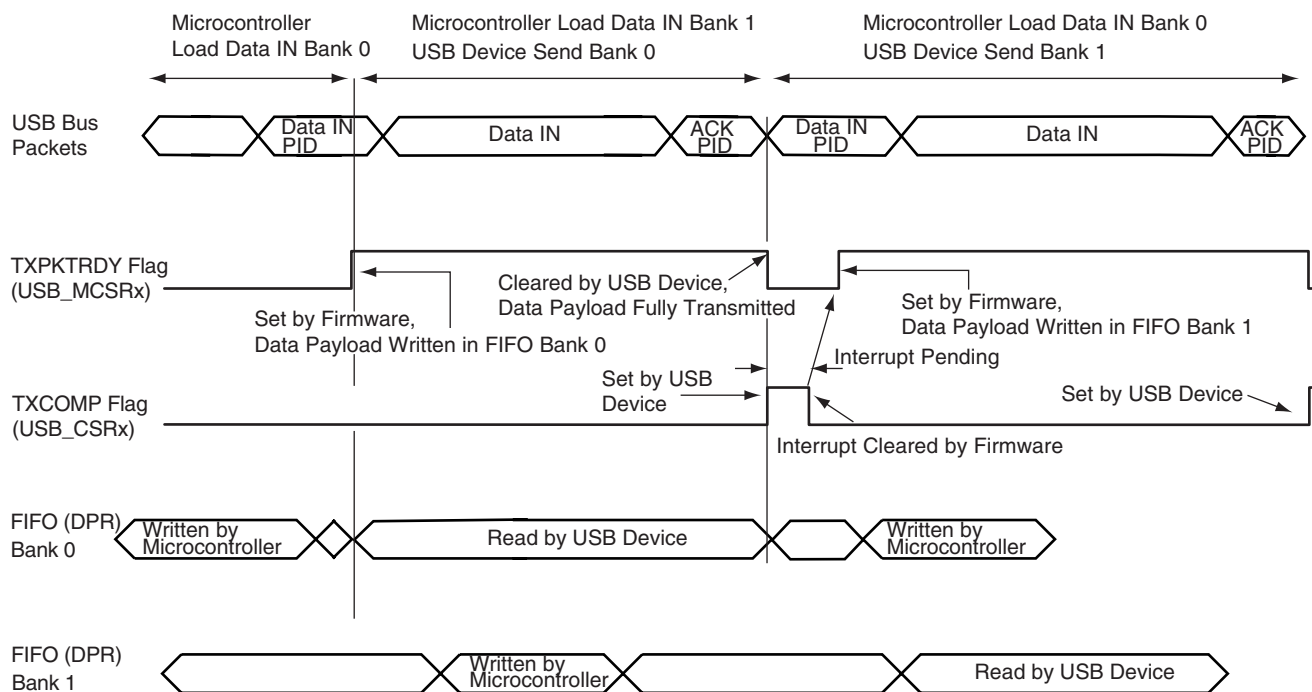 Microcontroller
Load Data IN Bank 0
Microcontroller Load Data IN Bank 1
USB Device Send Bank 0
Microcontroller Load Data IN Bank 0
USB Device Send Bank 1
USB Bus
Packets
Data IN
PID
Data IN
ACK
PID
Data IN
PID
Data IN
ACK
PID
TXPKTRDY Flag
(USB_MCSRx)
Set by Firmware,
Data Payload Written in FIFO Bank 0
Cleared by USB Device,
Data Payload Fully Transmitted
Set by Firmware,
Data Payload Written in FIFO Bank 1
Interrupt Pending
TXCOMP Flag
(USB_CSRx)
Set by USB
Device
Set by USB Device
Interrupt Cleared by Firmware
FIFO (DPR)
Bank 0
Written by
Microcontroller
Read by USB Device
Written by
Microcontroller
FIFO (DPR)
Bank 1
Written by
Microcontroller
Read by USB Device